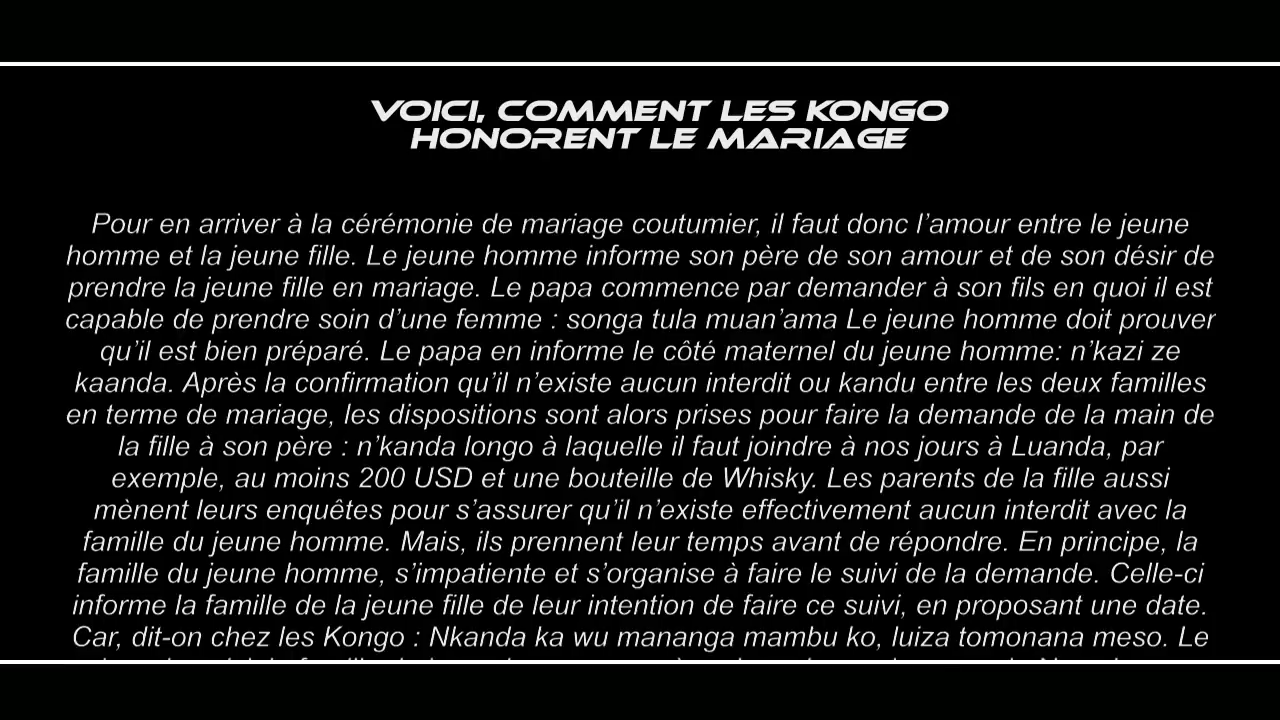 VOICI, COMMENT LES KONGO
HONORENT LE MARIAGE
Pour en arriver à la cérémonie de mariage coutumier, il faut donc l’amour entre le jeune
homme et la jeune fille. Le jeune homme informe son père de son amour et de son désir de
prendre la jeune fille en mariage. Le papa commence par demander à son fils en quoi il est
capable de prendre soin d’une femme : songa tula muan’ama Le jeune homme doit prouver
qu’il est bien préparé. Le papa en informe le côté maternel du jeune homme: n’kazi ze
kaanda. Après la confirmation qu’il n’existe aucun interdit ou kandu entre les deux familles
en terme de mariage, les dispositions sont alors prises pour faire la demande de la main de
la fille à son père : n’kanda longo à laquelle il faut joindre à nos jours à Luanda, par
exemple, au moins 200 USD et une bouteille de Whisky. Les parents de la fille aussi
mènent leurs enquêtes pour s’assurer qu’il n’existe effectivement aucun interdit avec la
famille du jeune homme. Mais, ils prennent leur temps avant de répondre. En principe, la
famille du jeune homme, s’impatiente et s’organise à faire le suivi de la demande. Celle-ci
informe la famille de la jeune fille de leur intention de faire ce suivi, en proposant une date.
Car, dit-on chez les Kongo : Nkanda ka wu mananga mambu ko, luiza tomonana meso. Le